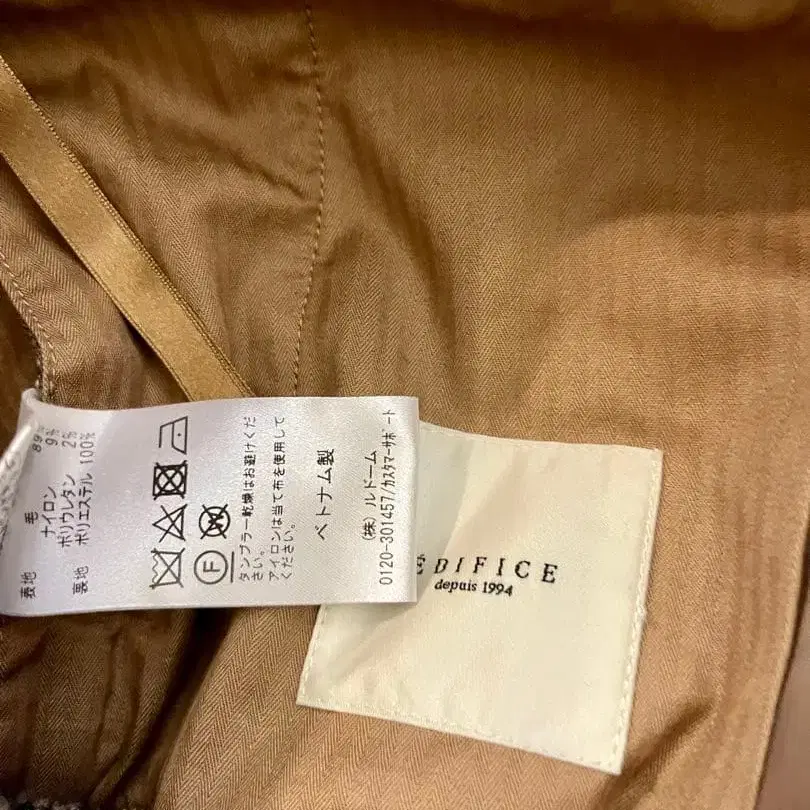 表地 毛 89%
ナイロン 9%
ポリウレタン 2%
裏地 ポリエステル 100%
F
W
タンブラー乾燥はお避けくだ
さい。
アイロンは当て布を使用して
ください。
ベトナム製
(株)ルドーム
0120-301457/カスタマーサポート
ÉDIFICE
depuis 1994